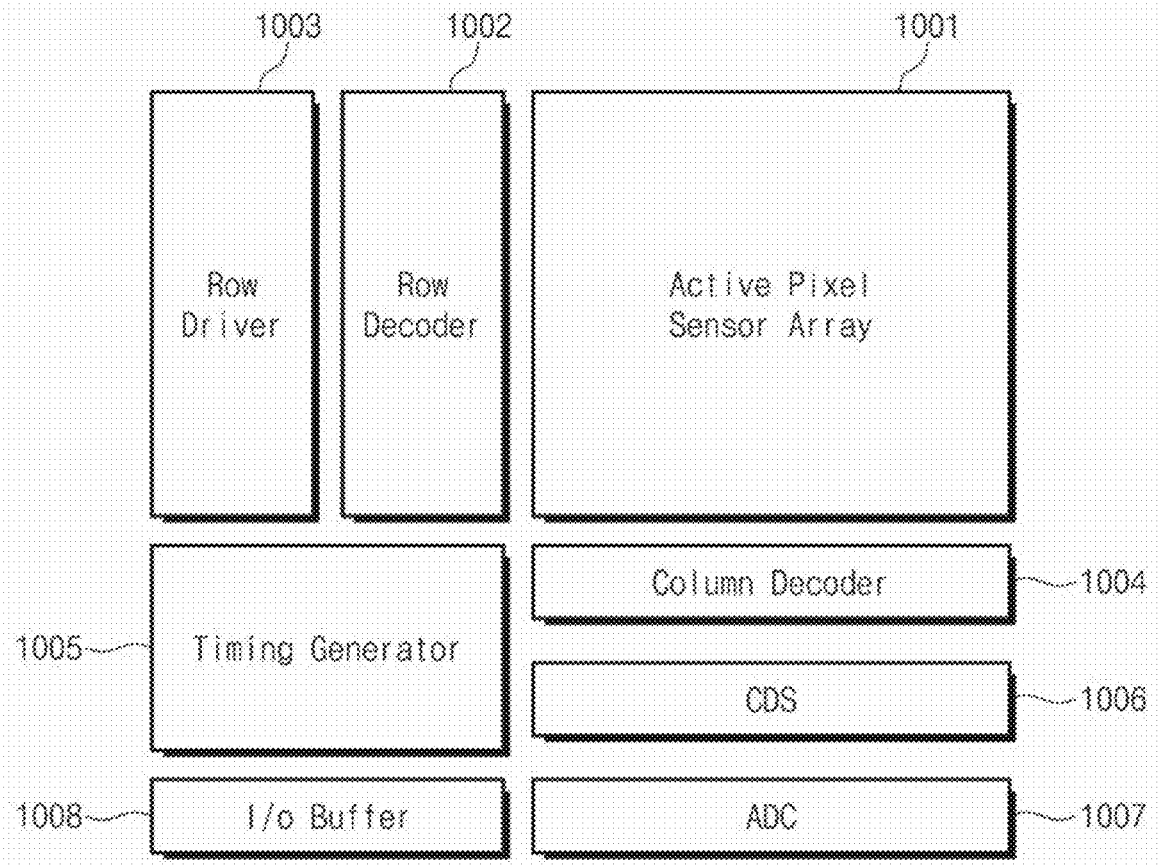 1003
1002
1001
Row
Driver
Row
Decoder
Active Pixel
Sensor Array
Column Decoder
1004
1005
Timing Generator
CDS
1006
1008
I/o Buffer
ADC
1007